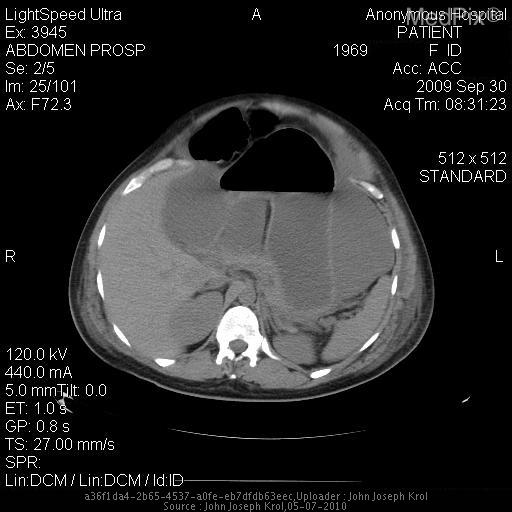 LightSpeed Ultra
Ex: 3945
ABDOMEN PROSP
Se: 2/5
Im: 25/101
Ax: F72.3
A
Anonymous Hospital
MedPix®
PATIENT
1969 F ID
Acc: ACC
2009 Sep 30
Acq Tm: 08:31:23
512 x 512
STANDARD
R
L
120.0 kV
440.0 mA
5.0 mmTilt: 0.0
ET: 1.0 s
GP: 0.8 s
TS: 27.00 mm/s
SPR:
Lin:DCM / Lin:DCM / Id:ID
a36f1da4-2b65-4537-a0fe-eb7dfdb63eec,Uploader : John Joseph Krol
Source : John Joseph Krol,05-07-2010